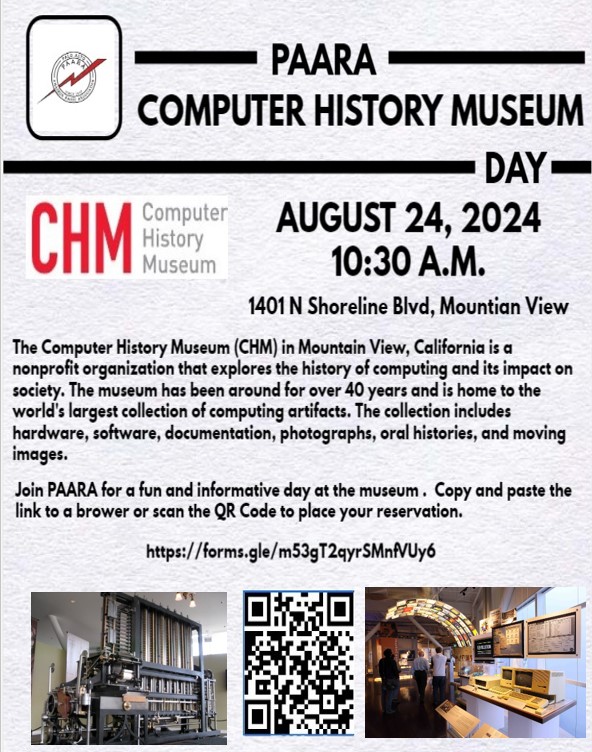 PAARA
PAARA
COMPUTER HISTORY MUSEUM
DAY
CHM Computer
History
Museum
AUGUST 24, 2024
10:30 A.M.
1401 N Shoreline Blvd, Mountian View
The Computer History Museum (CHM) in Mountain View, California is a
nonprofit organization that explores the history of computing and its impact on
society. The museum has been around for over 40 years and is home to the
world's largest collection of computing artifacts. The collection includes
hardware, software, documentation, photographs, oral histories, and moving
images.
Join PAARA for a fun and informative day at the museum . Copy and paste the
link to a brower or scan the QR Code to place your reservation.
https://forms.gle/m53gT2qyrSMnfVUy6